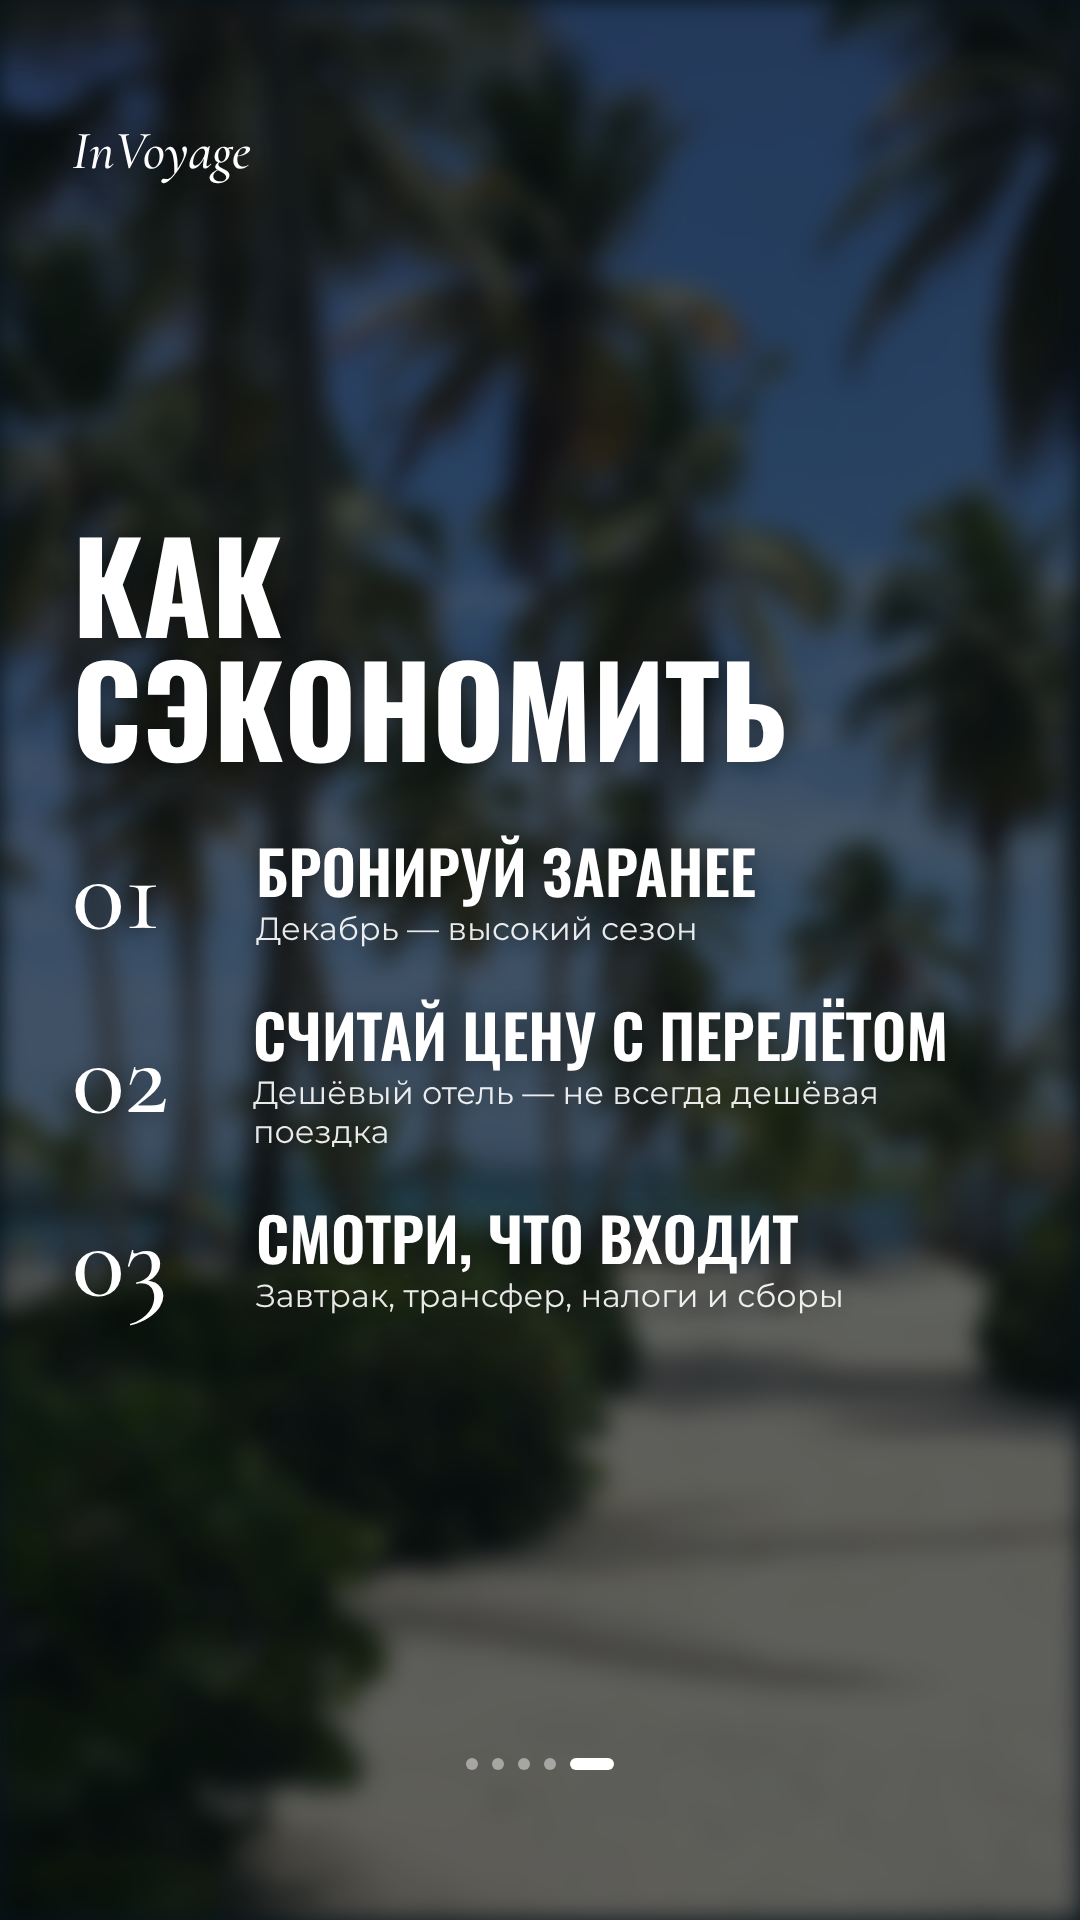 InVoyage
КАК
СЭКОНОМИТЬ
01
БРОНИРУЙ ЗАРАНЕЕ
Декабрь — высокий сезон
02
СЧИТАЙ ЦЕНУ С ПЕРЕЛЁТОМ
Дешёвый отель — не всегда дешёвая
поездка
03
СМОТРИ, ЧТО ВХОДИТ
Завтрак, трансфер, налоги и сборы